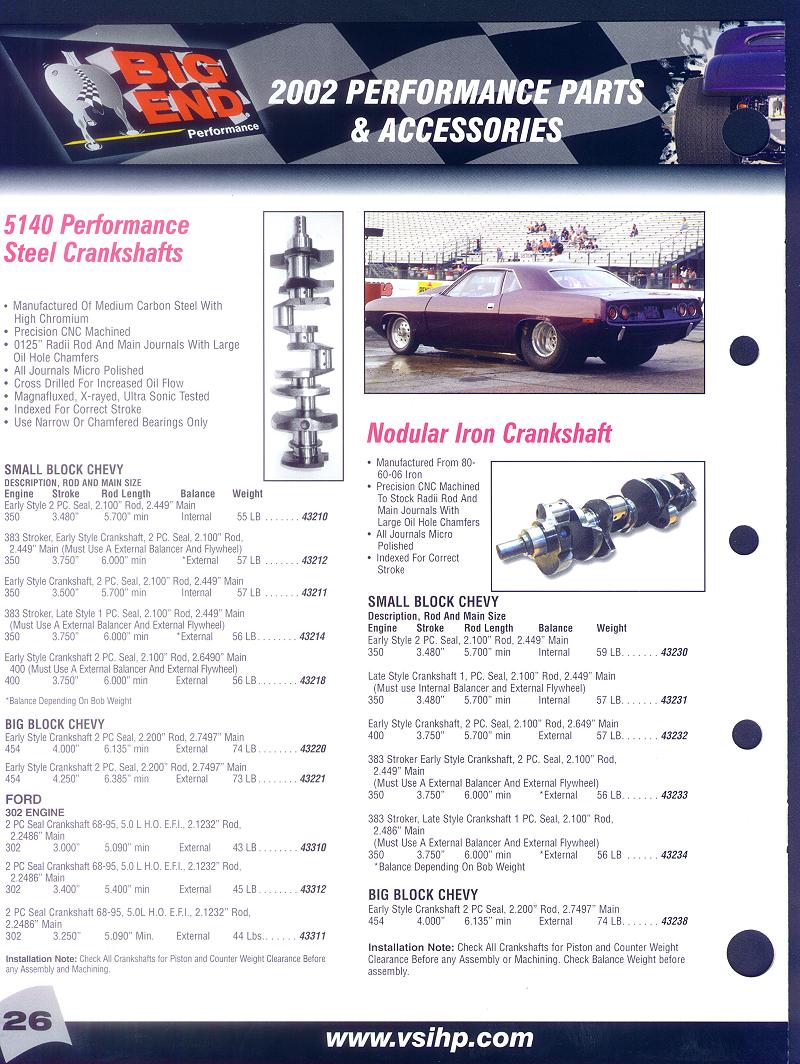 BIG
END
Performance
2002 PERFORMANCE PARTS
& ACCESSORIES
5140 Performance
Steel Crankshafts
• Manufactured Of Medium Carbon Steel With
High Chromium
• Precision CNC Machined
• 0125" Radii Rod And Main Journals With Large
Oil Hole Chamfers
• All Journals Micro Polished
• Cross Drilled For Increased Oil Flow
• Magnafluxed, X-rayed, Ultra Sonic Tested
• Indexed For Correct Stroke
• Use Narrow Or Chamfered Bearings Only
SMALL BLOCK CHEVY
DESCRIPTION, ROD AND MAIN SIZE
Engine Stroke Rod Length Balance Weight
Early Style 2 PC. Seal, 2.100" Rod, 2.449" Main
350 3.480" 5.700" min Internal 55 LB . . . . . . . 43210
383 Stroker, Early Style Crankshaft, 2 PC. Seal, 2.100" Rod,
2.449" Main (Must Use A External Balancer And Flywheel)
350 3.750" 6.000" min *External 57 LB . . . . . . . 43212
Early Style Crankshaft, 2 PC. Seal, 2.100" Rod, 2.449" Main
350 3.500" 5.700" min Internal 57 LB . . . . . . . 43211
383 Stroker, Late Style 1 PC. Seal, 2.100" Rod, 2.449" Main
(Must Use A External Balancer And External Flywheel)
350 3.750" 6.000" min *External 56 LB. . . . . . . . 43214
Early Style Crankshaft 2 PC. Seal, 2.100" Rod, 2.6490" Main
400 (Must Use A External Balancer And External Flywheel)
400 3.750" 6.000" min External 56 LB. . . . . . . . 43218
*Balance Depending On Bob Weight
BIG BLOCK CHEVY
Early Style Crankshaft 2 PC Seal, 2.200" Rod, 2.7497" Main
454 4.000" 6.135" min External 74 LB. . . . . . . . 43220
Early Style Crankshaft 2 PC. Seal, 2.200" Rod, 2.7497" Main
454 4.250" 6.385" min External 73 LB. . . . . . . . 43221
FORD
302 ENGINE
2 PC Seal Crankshaft 68-95, 5.0 L H.O. E.F.I., 2.1232" Rod,
2.2486" Main
302 3.000" 5.090" min External 43 LB. . . . . . . . 43310
2 PC Seal Crankshaft 68-95, 5.0 L H.O. E.F.I., 2.1232" Rod,
2.2486" Main
302 3.400" 5.400" min External 45 LB. . . . . . . . 43312
2 PC Seal Crankshaft 68-95, 5.0L H.O. E.F.I., 2.1232" Rod,
2.2486" Main
302 3.250" 5.090" Min. External 44 Lbs.. . . . . . 43311
Installation Note: Check All Crankshafts for Piston and Counter Weight Clearance Before
any Assembly and Machining.
Nodular Iron Crankshaft
• Manufactured From 80-
60-06 Iron
• Precision CNC Machined
To Stock Radii Rod And
Main Journals With
Large Oil Hole Chamfers
• All Journals Micro
Polished
• Indexed For Correct
Stroke
SMALL BLOCK CHEVY
Description, Rod And Main Size
Engine Stroke Rod Length Balance Weight
Early Style 2 PC. Seal, 2.100" Rod, 2.449" Main
350 3.480" 5.700" min Internal 59 LB. . . . . . . 43230
Late Style Crankshaft 1, PC. Seal, 2.100" Rod, 2.449" Main
(Must use Internal Balancer and External Flywheel)
350 3.480" 5.700" min Internal 57 LB. . . . . . . 43231
Early Style Crankshaft, 2 PC. Seal, 2.100" Rod, 2.649" Main
400 3.750" 5.700" min External 57 LB. . . . . . . 43232
383 Stroker Early Style Crankshaft, 2 PC. Seal, 2.100" Rod,
2.449" Main
(Must Use A External Balancer And External Flywheel)
350 3.750" 6.000" min *External 56 LB. . . . . . . 43233
383 Stroker, Late Style Crankshaft 1 PC. Seal, 2.100" Rod,
2.486" Main
(Must Use A External Balancer And External Flywheel)
350 3.750" 6.000" min *External 56 LB . . . . . . 43234
*Balance Depending On Bob Weight
BIG BLOCK CHEVY
Early Style Crankshaft 2 PC Seal, 2.200" Rod, 2.7497" Main
454 4.000" 6.135" min External 74 LB. . . . . . . 43238
Installation Note: Check All Crankshafts for Piston and Counter Weight
Clearance Before any Assembly or Machining. Check Balance Weight before
assembly.
26
www.vsihp.com